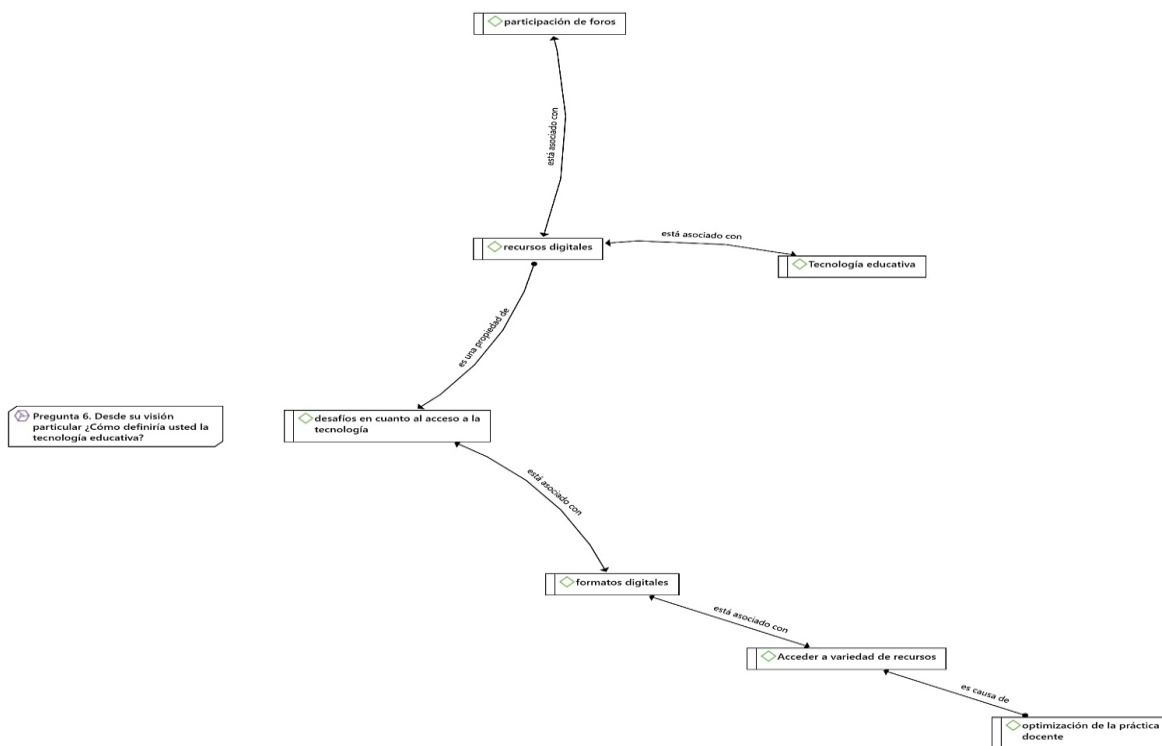 participación de foros
está asociado con
recursos digitales
está asociado con
Tecnología educativa
es una propiedad de
Pregunta 6. Desde su visión
particular ¿Cómo definiría usted la
tecnología educativa?
desafíos en cuanto al acceso a la
tecnología
está asociado con
formatos digitales
está asociado con
Acceder a variedad de recursos
es causa de
optimización de la práctica
docente